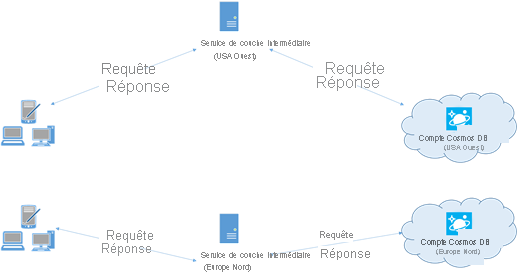 Service de couche intermédiaire
(USA Ouest)
Requête
Réponse
Requête
Réponse
Compte Cosmos DB
(USA Ouest)
Requête
Réponse
Service de couche intermédiaire
(Europe Nord)
Requête
Réponse
Compte Cosmos DB
(Europe Nord)